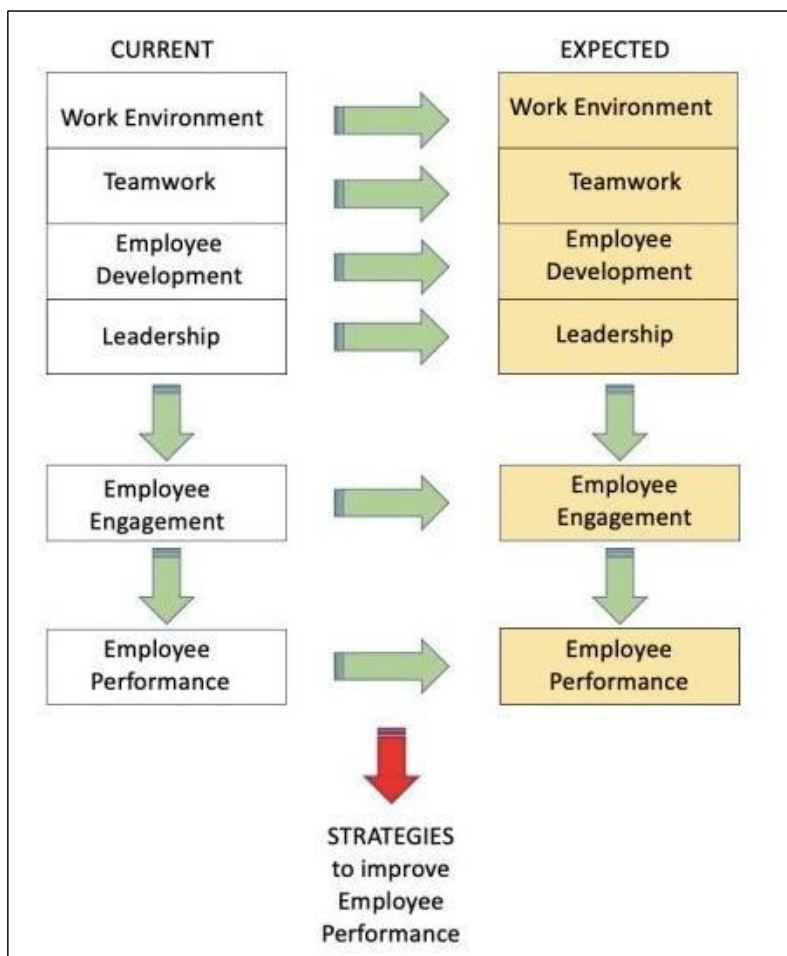 CURRENT
EXPECTED
Work Environment
Work Environment
Teamwork
Teamwork
Employee
Development
Employee
Development
Leadership
Leadership
Employee
Engagement
Employee
Engagement
Employee
Performance
Employee
Performance
STRATEGIES
to improve
Employee
Performance